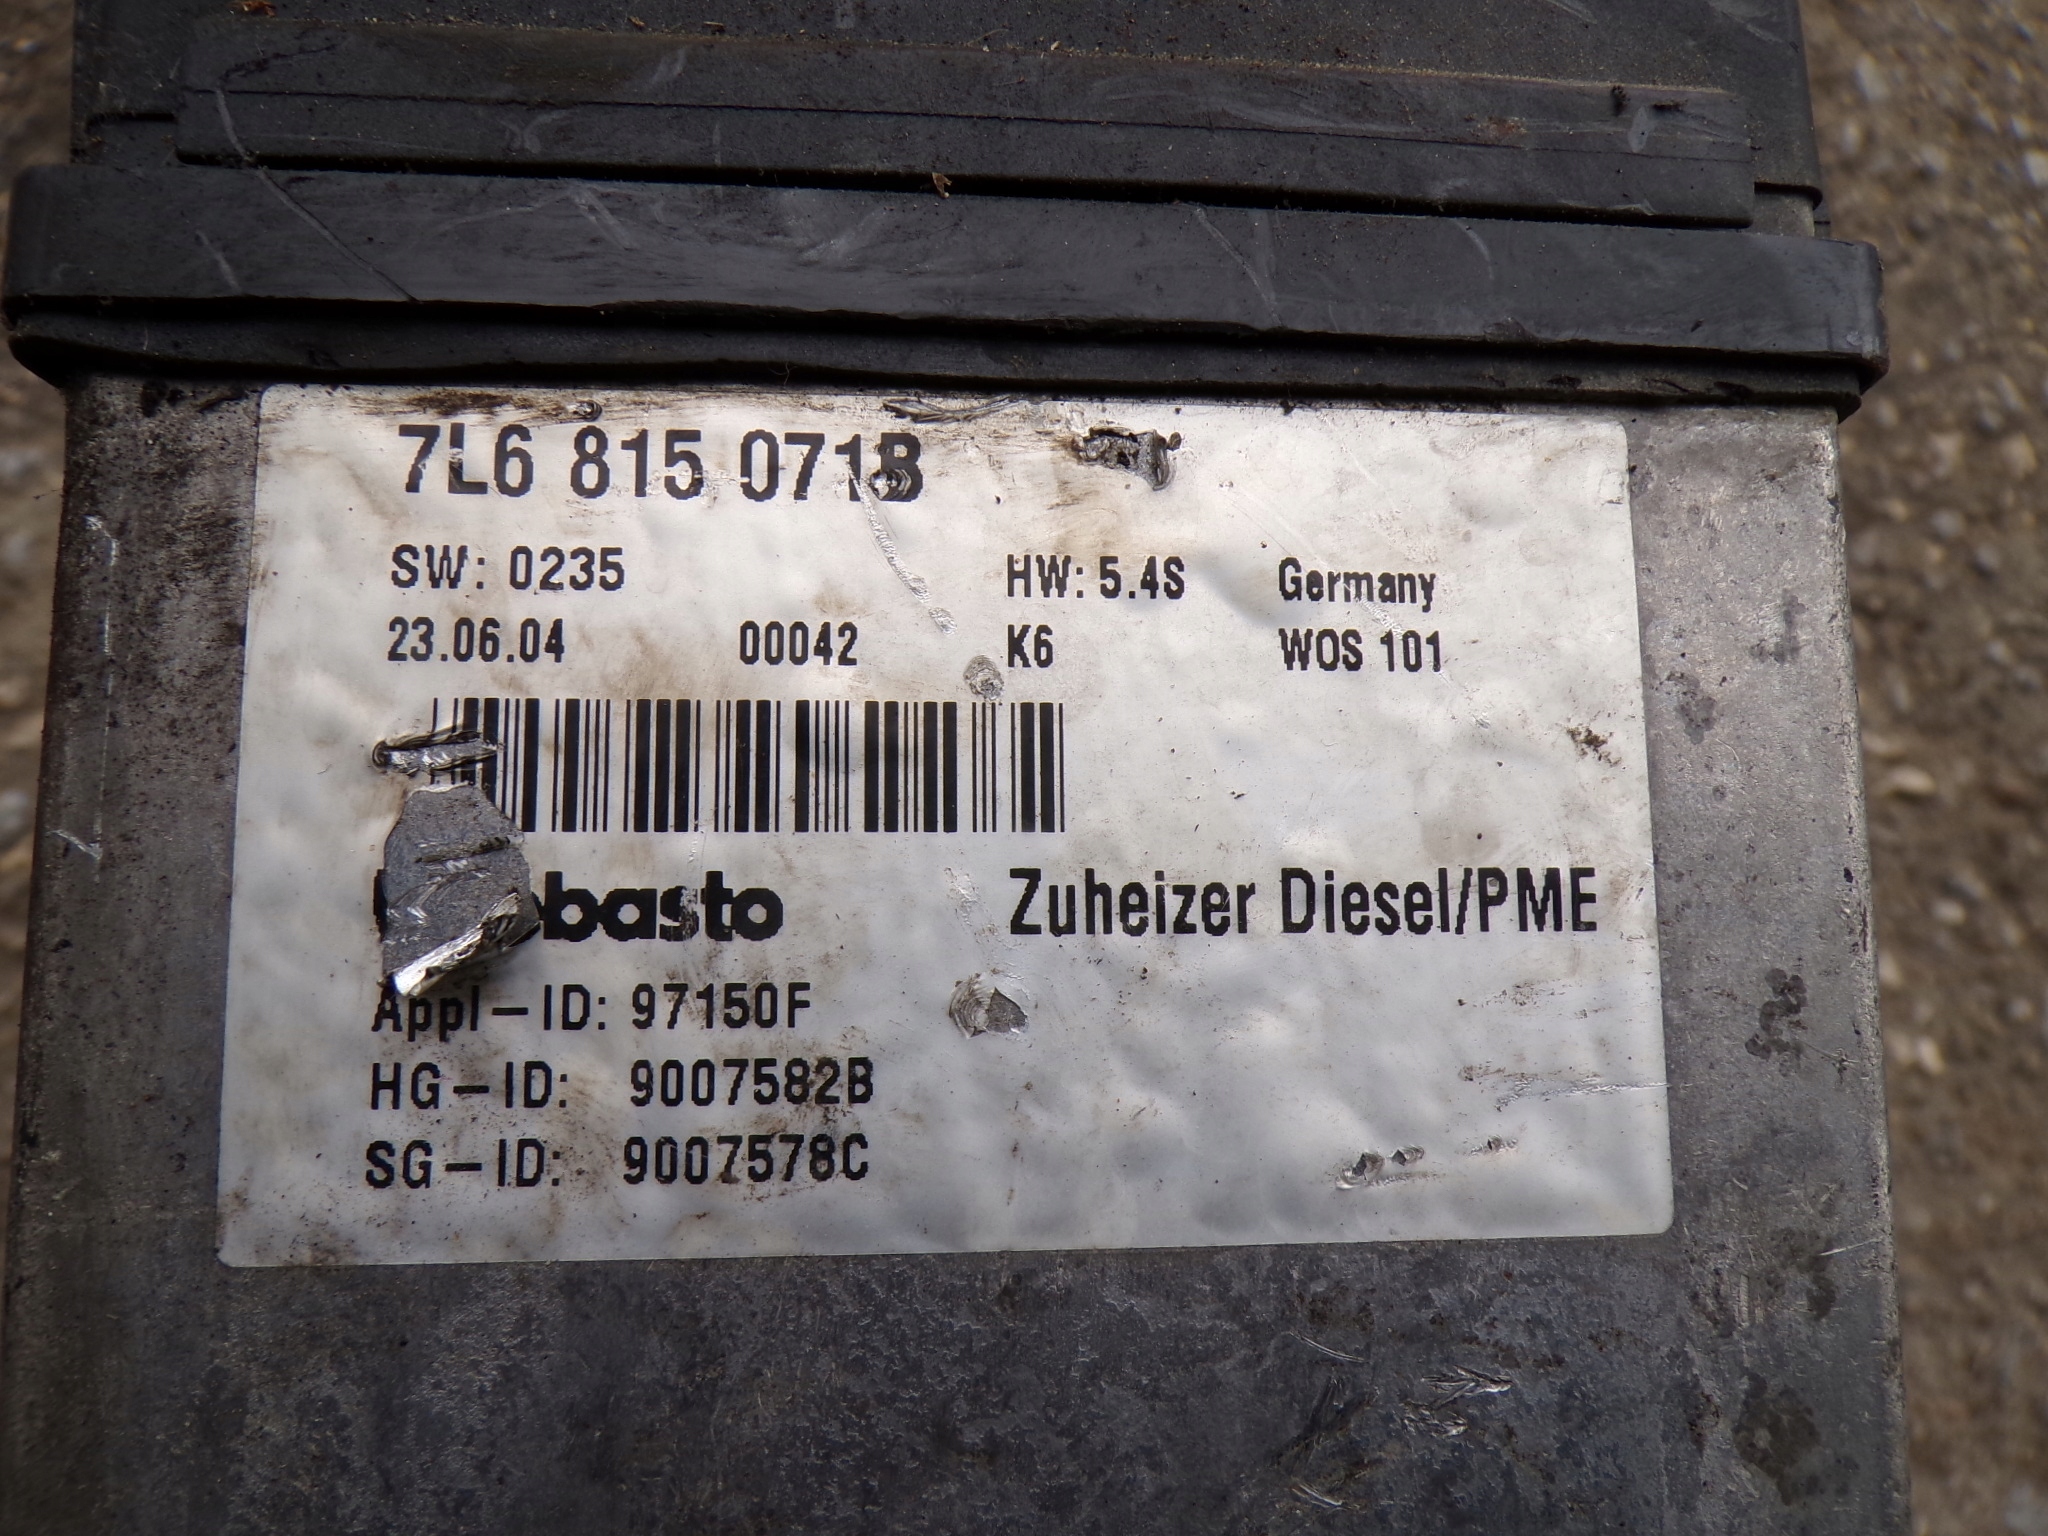 7L6 815 071B
SW: 0235 HW: 5.4S Germany
23.06.04 00042 K6 WOS 101
basto Zuheizer Diesel/PME
Appl-ID: 97150F
HG-ID: 9007582B
SG-ID: 9007578C